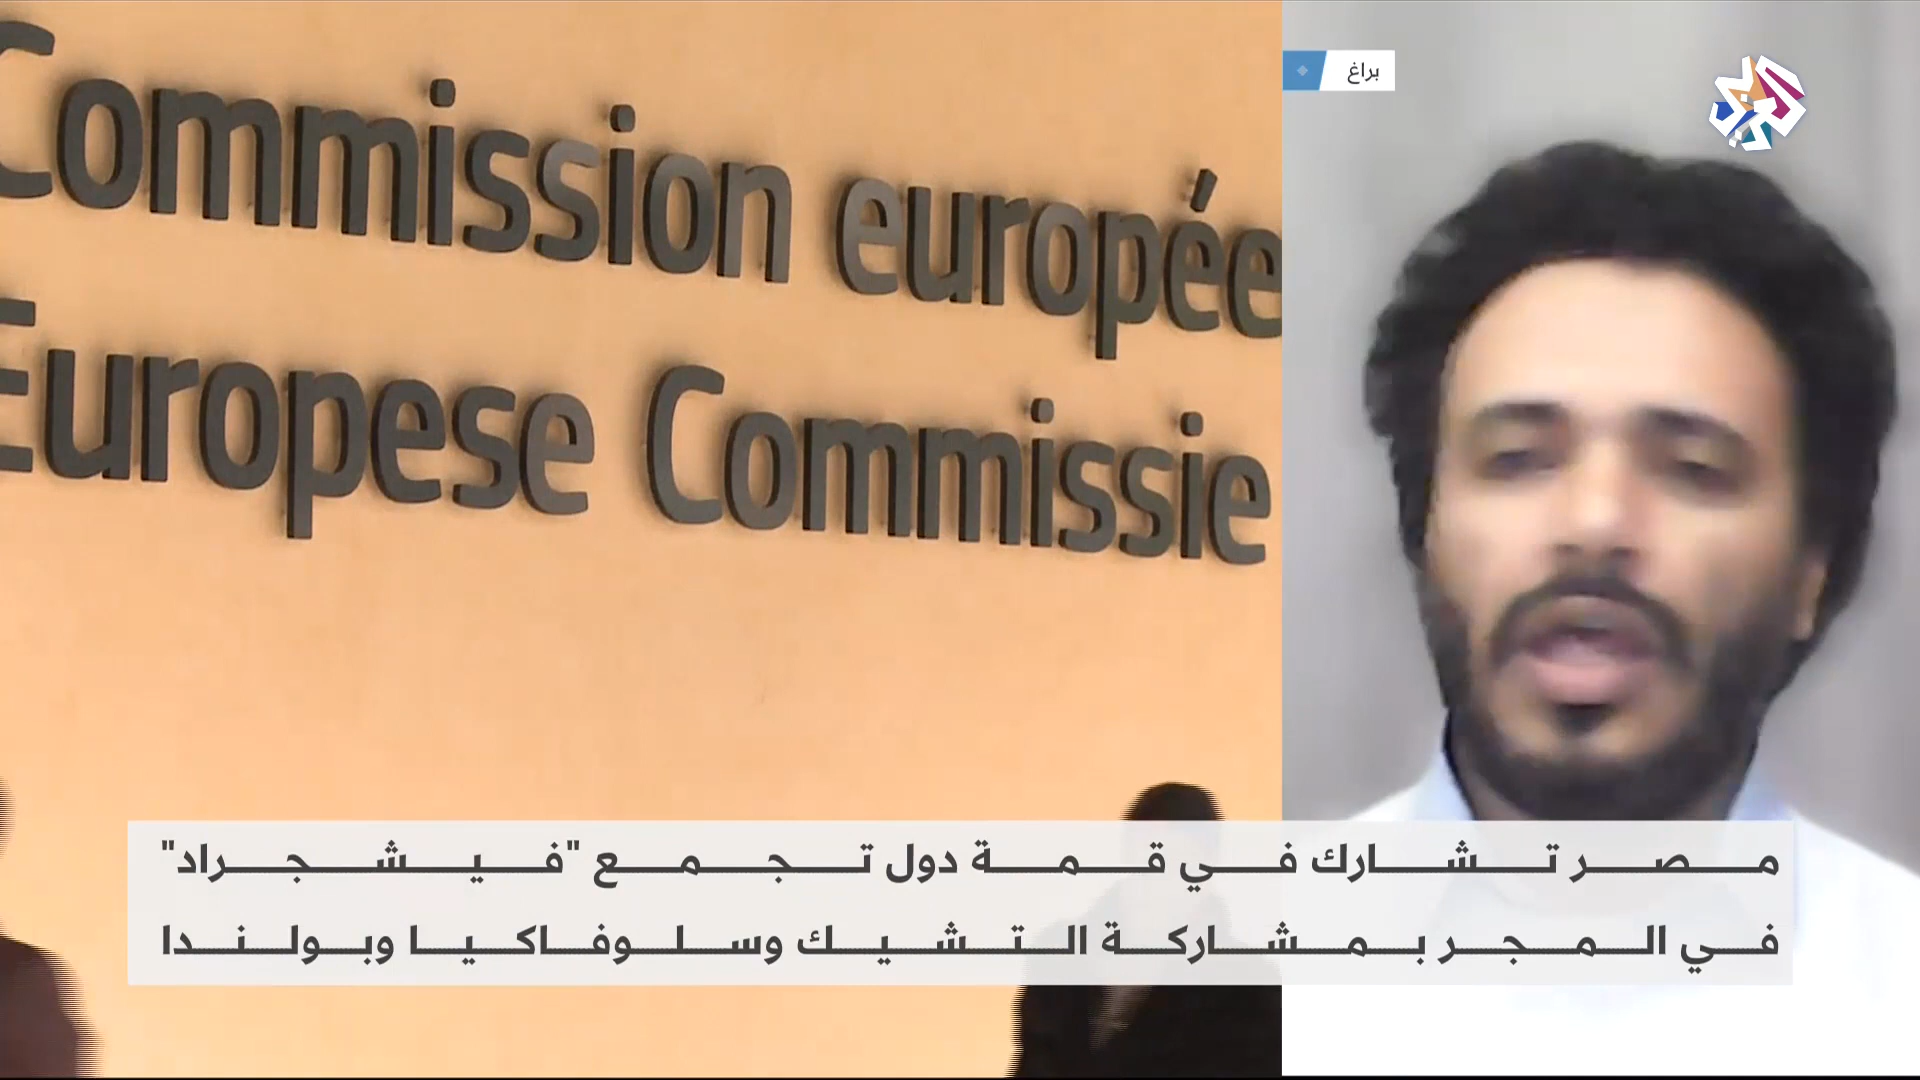 Commission europée
Europese Commissie
براغ
مصر تشارك في قمة دول تجمع "فيشجراد"
في المجر بمشاركة التشيك وسلوفاكيا وبولندا